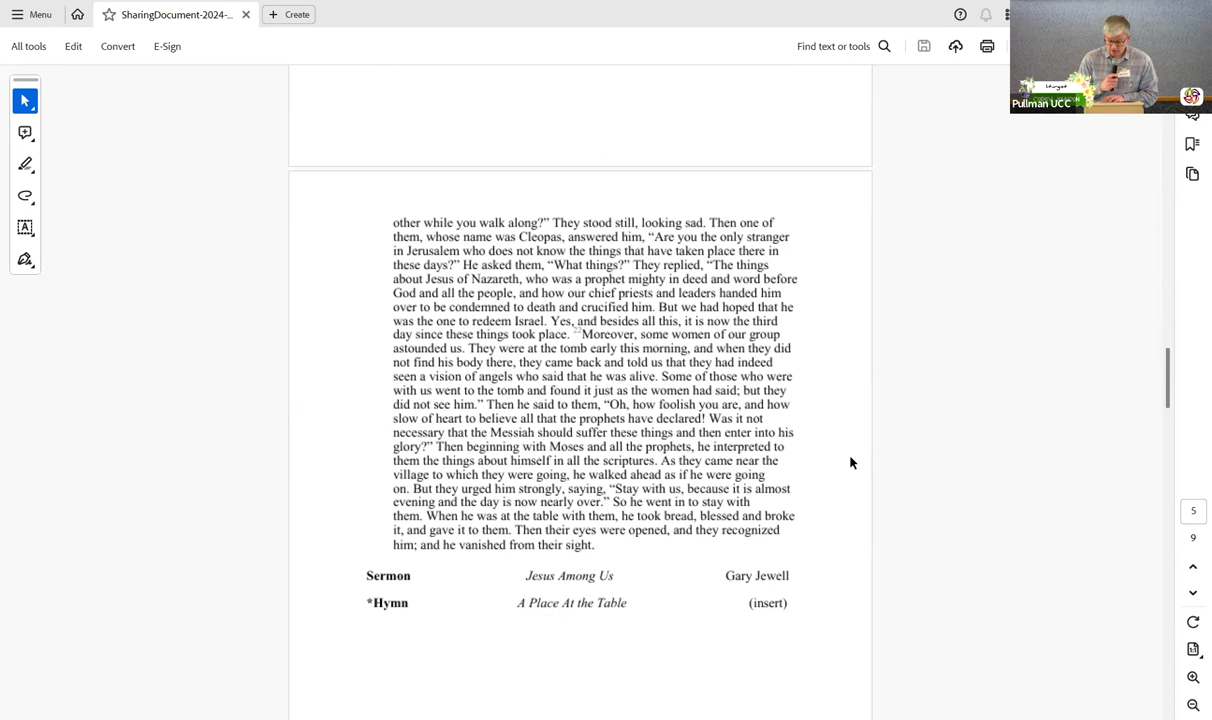 Menu
SharingDocument-2024-...
Create
All tools
Edit
Convert
E-Sign
Find text or tools
liturgist
Pullman UCC
other while you walk along?” They stood still, looking sad. Then one of
them, whose name was Cleopas, answered him, “Are you the only stranger
in Jerusalem who does not know the things that have taken place there in
these days?” He asked them, “What things?” They replied, “The things
about Jesus of Nazareth, who was a prophet mighty in deed and word before
God and all the people, and how our chief priests and leaders handed him
over to be condemned to death and crucified him. But we had hoped that he
was the one to redeem Israel. Yes, and besides all this, it is now the third
day since these things took place. 22Moreover, some women of our group
astounded us. They were at the tomb early this morning, and when they did
not find his body there, they came back and told us that they had indeed
seen a vision of angels who said that he was alive. Some of those who were
with us went to the tomb and found it just as the women had said; but they
did not see him.” Then he said to them, “Oh, how foolish you are, and how
slow of heart to believe all that the prophets have declared! Was it not
necessary that the Messiah should suffer these things and then enter into his
glory?” Then beginning with Moses and all the prophets, he interpreted to
them the things about himself in all the scriptures. As they came near the
village to which they were going, he walked ahead as if he were going
on. But they urged him strongly, saying, “Stay with us, because it is almost
evening and the day is now nearly over.” So he went in to stay with
them. When he was at the table with them, he took bread, blessed and broke
it, and gave it to them. Then their eyes were opened, and they recognized
him; and he vanished from their sight.
Sermon Jesus Among Us Gary Jewell
*Hymn A Place At the Table (insert)
5
9